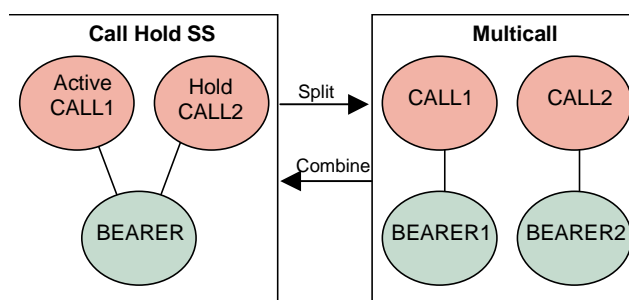 Call Hold SS
Active
CALL1
Hold
CALL2
BEARER
Split
Combine
Multicall
CALL1
CALL2
BEARER1
BEARER2